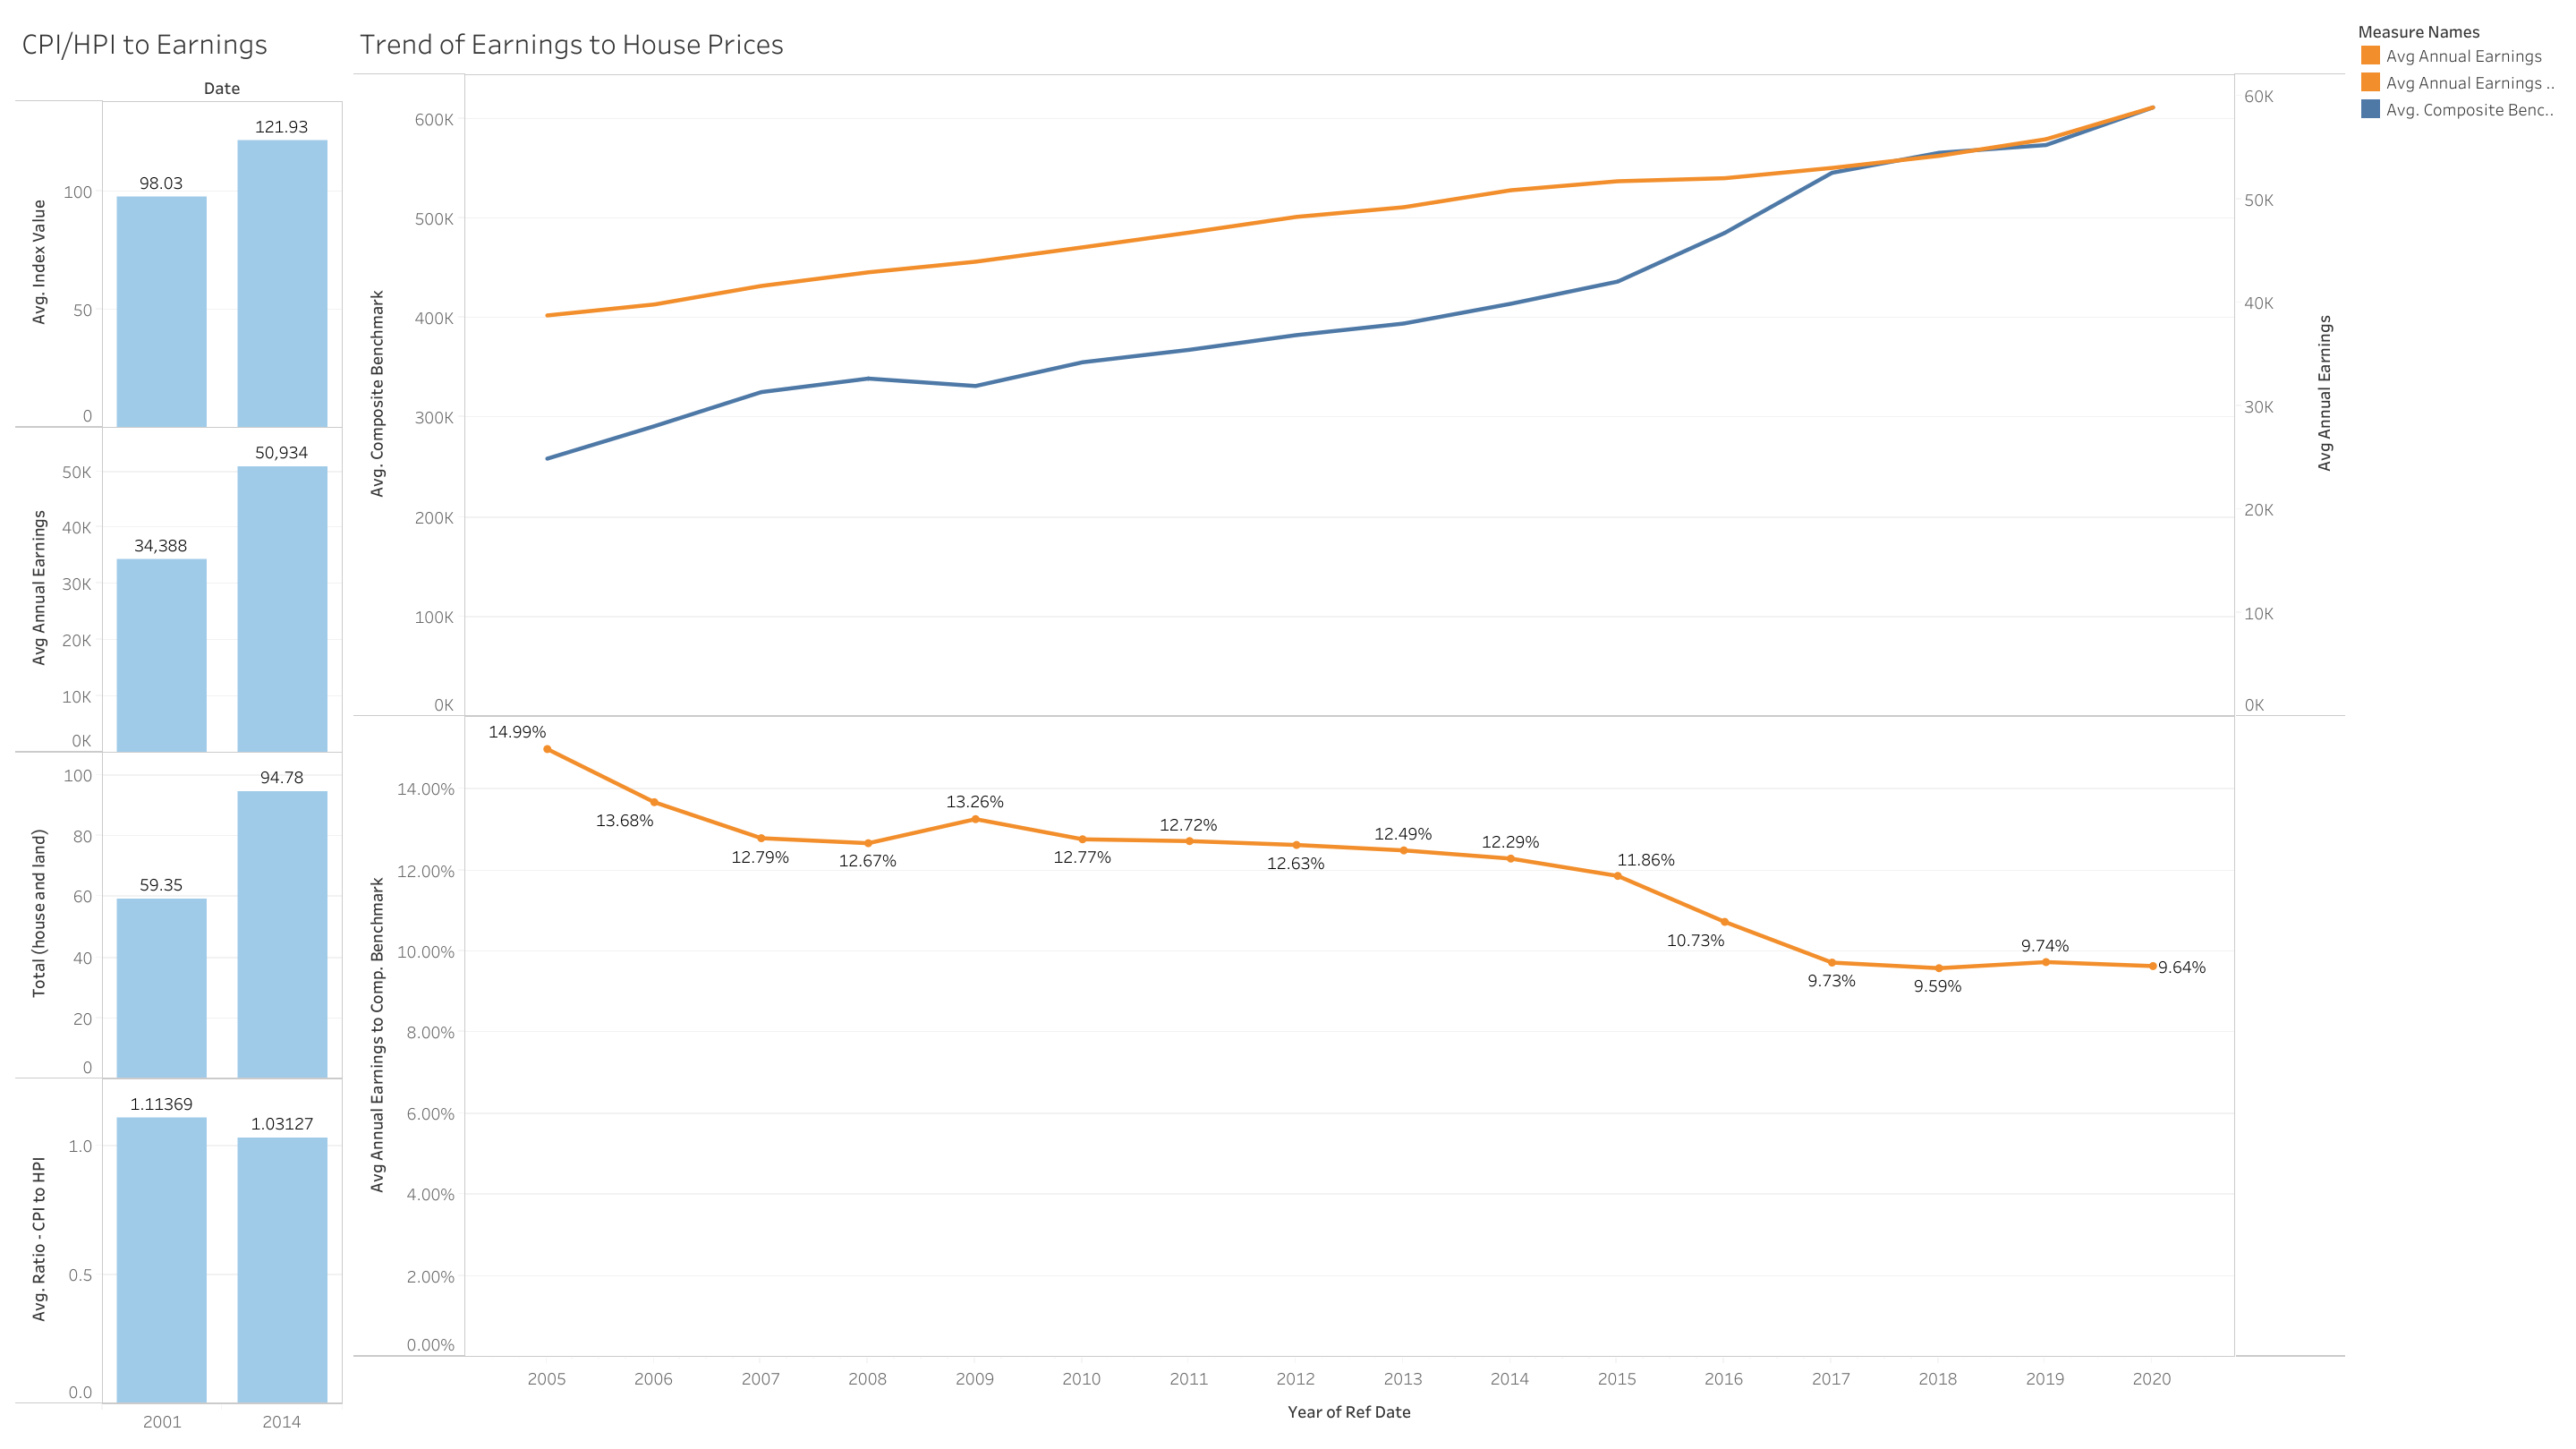 CPI/HPI to Earnings
Date
Avg. Index Value
100
50
0
98.03
121.93
Avg Annual Earnings
50K
40K
30K
20K
10K
0K
34,388
50,934
Total (house and land)
100
80
60
40
20
0
59.35
94.78
Avg. Ratio - CPI to HPI
1.0
0.5
0.0
1.11369
1.03127
2001
2014
Trend of Earnings to House Prices
Avg. Composite Benchmark
600K
500K
400K
300K
200K
100K
0K
60K
50K
40K
30K
20K
10K
0K
Avg Annual Earnings
Avg Annual Earnings to Comp. Benchmark
14.00%
12.00%
10.00%
8.00%
6.00%
4.00%
2.00%
0.00%
14.99%
13.68%
12.79%
12.67%
13.26%
12.77%
12.72%
12.63%
12.49%
12.29%
11.86%
10.73%
9.73%
9.59%
9.74%
9.64%
2005
2006
2007
2008
2009
2010
2011
2012
2013
2014
2015
2016
2017
2018
2019
2020
Year of Ref Date
Measure Names
Avg Annual Earnings
Avg Annual Earnings ..
Avg. Composite Benc..